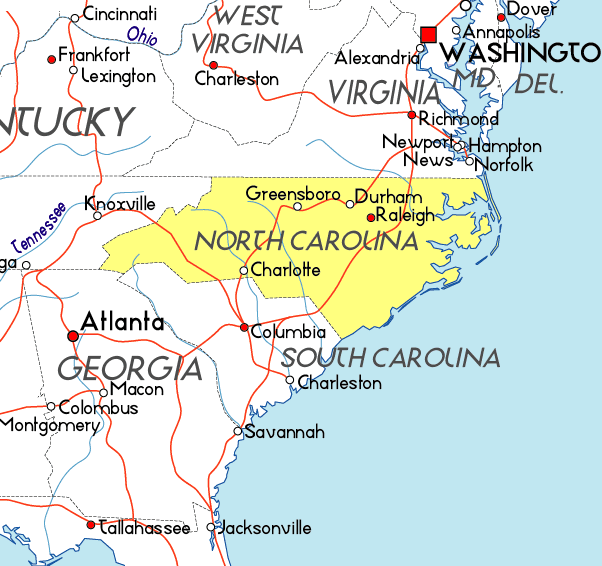 Cincinnati
WEST
VIRGINIA
Dover
Ohio
Annapolis
Frankfort
Alexandria
WASHINGTO
Lexington
Charleston
MD.
DEL.
VIRGINIA
NTUCKY
Richmond
Newport
News
Hampton
Norfolk
Knoxville
Greensboro
Durham
Raleigh
Tennessee
NORTH CAROLINA
ga
Charlotte
Atlanta
Columbia
GEORGIA
SOUTH CAROLINA
Macon
Charleston
Colombus
Montgomery
Savannah
Tallahassee
Jacksonville